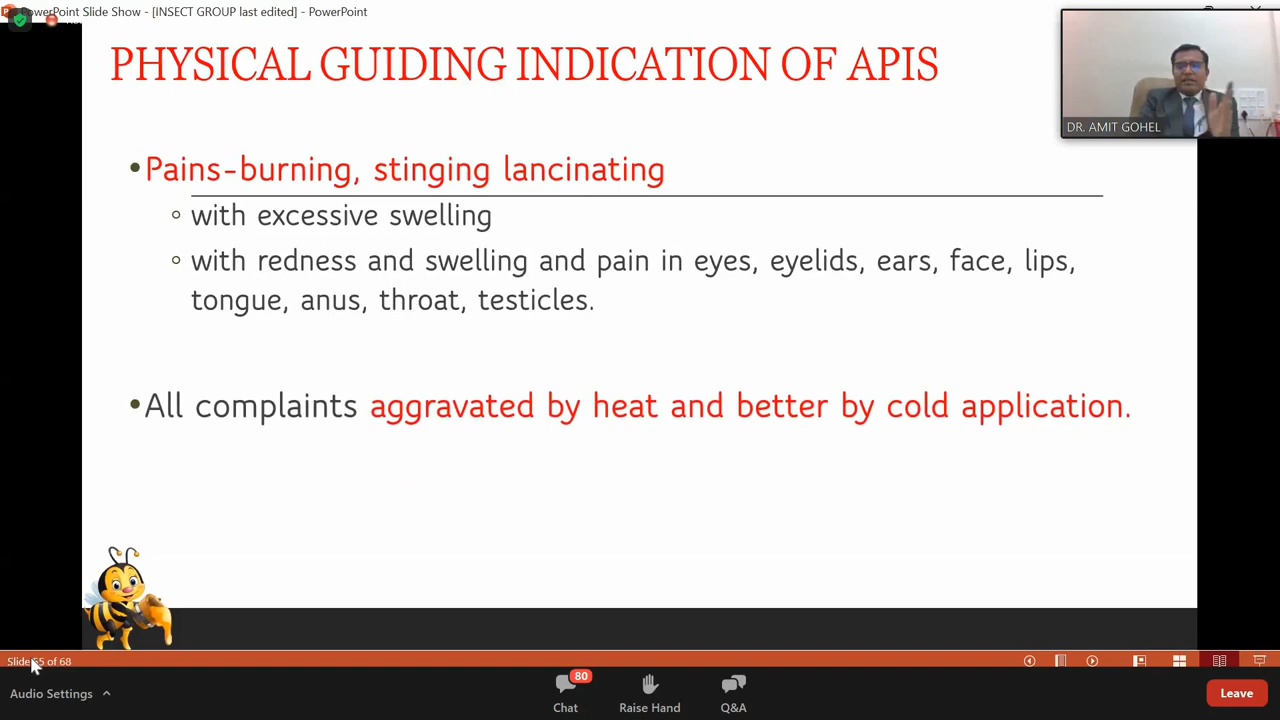 PowerPoint Slide Show - [INSECT GROUP last edited] - PowerPoint
PHYSICAL GUIDING INDICATION OF APIS
DR. AMIT GOHEL
•Pains-burning, stinging lancinating
with excessive swelling
with redness and swelling and pain in eyes, eyelids, ears, face, lips,
tongue, anus, throat, testicles.
•All complaints aggravated by heat and better by cold application.
Slide 55 of 68
Audio Settings
80
Chat
Raise Hand
Q&A
Leave